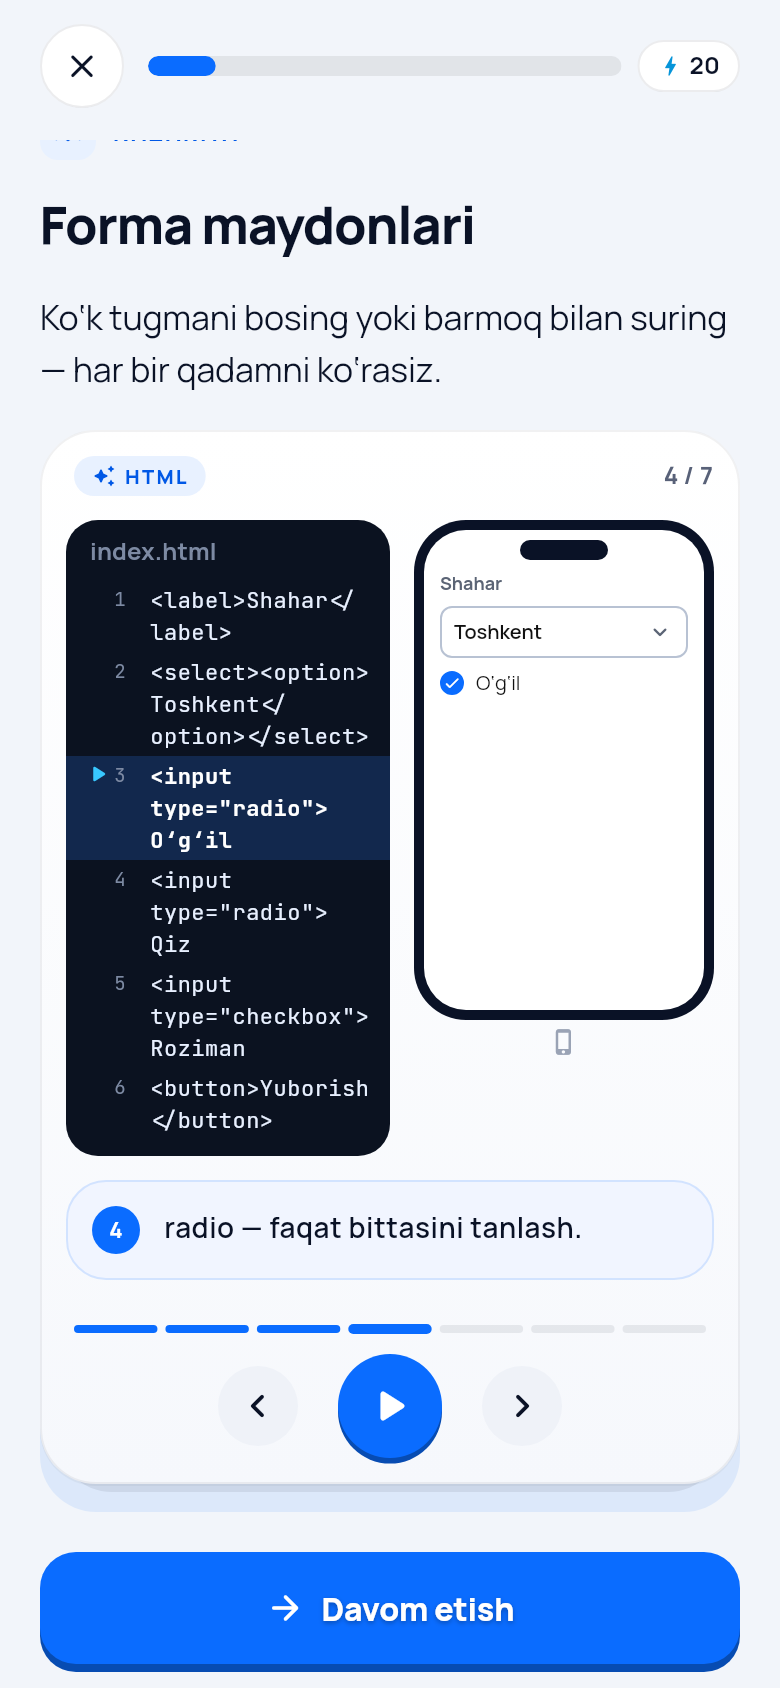 20
Forma maydonlari
Ko‘k tugmani bosing yoki barmoq bilan suring
— har bir qadamni ko‘rasiz.
HTML
4 / 7
index.html
1 <label>Shahar</
label>
2 <select><option>
Toshkent</
option></select>
3 <input
type="radio">
O‘g‘il
4 <input
type="radio">
Qiz
5 <input
type="checkbox">
Roziman
6 <button>Yuborish
</button>
Shahar
Toshkent
O‘g‘il
4 radio — faqat bittasini tanlash.
Davom etish